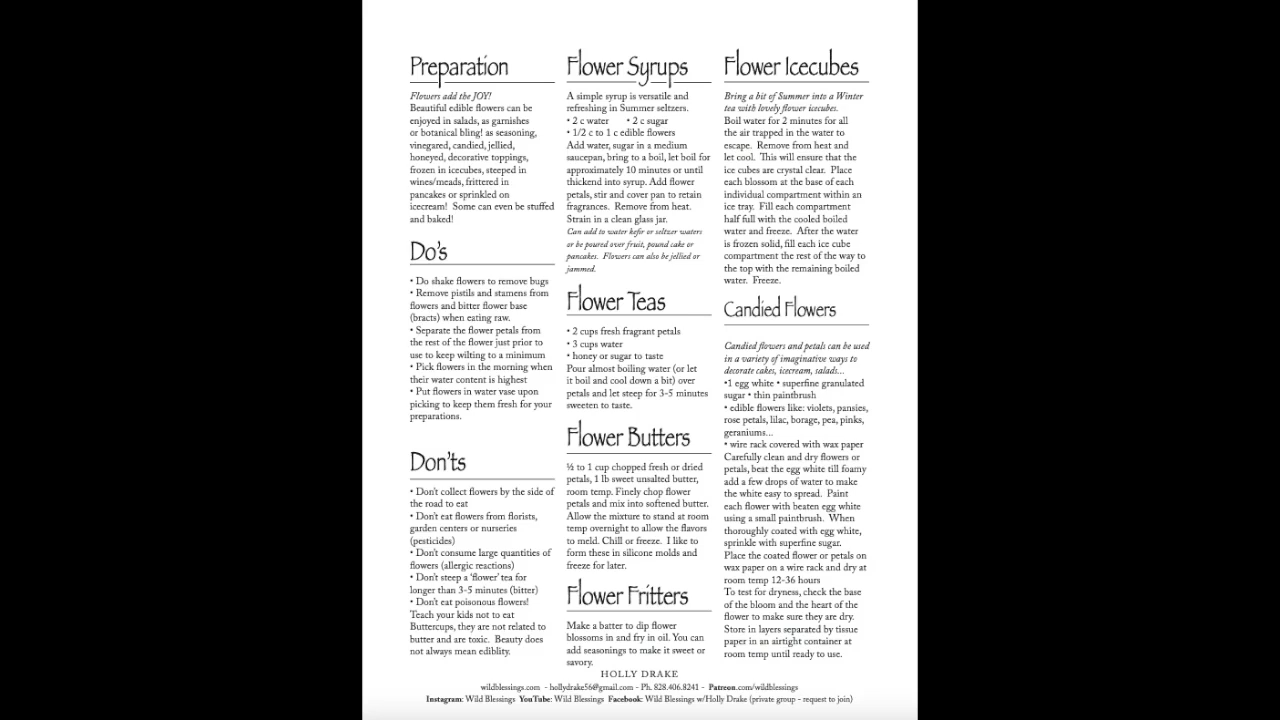 Preparation
Flowers add the JOY!
Beautiful edible flowers can be
enjoyed in salads, as garnishes
or botanical bling! as seasoning,
vinegared, candied, jellied,
honeyed, decorative toppings,
frozen in icecubes, steeped in
wines/meads, frittered in
pancakes or sprinkled on
icecream!  Some can even be stuffed
and baked!
Do's
• Do shake flowers to remove bugs
• Remove pistils and stamens from
flowers and bitter flower base
(bracts) when eating raw.
• Separate the flower petals from
the rest of the flower just prior to
use to keep wilting to a minimum
• Pick flowers in the morning when
their water content is highest
• Put flowers in water vase upon
picking to keep them fresh for your
preparations.
Don'ts
• Don't collect flowers by the side of
the road to eat
• Don't eat flowers from florists,
garden centers or nurseries
(pesticides)
• Don't consume large quantities of
flowers (allergic reactions)
• Don't steep a 'flower' tea for
longer than 3-5 minutes (bitter)
• Don't eat poisonous flowers!
Teach your kids not to eat
Buttercups, they are not related to
butter and are toxic.  Beauty does
not always mean ediblity.
Flower Syrups
A simple syrup is versatile and
refreshing in Summer seltzers.
• 2 c water • 2 c sugar
• 1/2 c to 1 c edible flowers
Add water, sugar in a medium
saucepan, bring to a boil, let boil for
approximately 10 minutes or until
thickend into syrup. Add flower
petals, stir and cover pan to retain
fragrances.  Remove from heat.
Strain in a clean glass jar.
Can add to water kefir or seltzer waters
or be poured over fruit, pound cake or
pancakes.  Flowers can also be jellied or
jammed.
Flower Teas
• 2 cups fresh fragrant petals
• 3 cups water
• honey or sugar to taste
Pour almost boiling water (or let
it boil and cool down a bit) over
petals and let steep for 3-5 minutes
sweeten to taste.
Flower Butters
½ to 1 cup chopped fresh or dried
petals, 1 lb sweet unsalted butter,
room temp. Finely chop flower
petals and mix into softened butter.
Allow the mixture to stand at room
temp overnight to allow the flavors
to meld. Chill or freeze.  I like to
form these in silicone molds and
freeze for later.
Flower Fritters
Make a batter to dip flower
blossoms in and fry in oil. You can
add seasonings to make it sweet or
savory.
Flower Icecubes
Bring a bit of Summer into a Winter
tea with lovely flower icecubes.
Boil water for 2 minutes for all
the air trapped in the water to
escape.  Remove from heat and
let cool.  This will ensure that the
ice cubes are crystal clear.  Place
each blossom at the base of each
individual compartment within an
ice tray.  Fill each compartment
half full with the cooled boiled
water and freeze.  After the water
is frozen solid, fill each ice cube
compartment the rest of the way to
the top with the remaining boiled
water.  Freeze.
Candied Flowers
Candied flowers and petals can be used
in a variety of imaginative ways to
decorate cakes, icecream, salads...
•1 egg white • superfine granulated
sugar • thin paintbrush
• edible flowers like: violets, pansies,
rose petals, lilac, borage, pea, pinks,
geraniums...
• wire rack covered with wax paper
Carefully clean and dry flowers or
petals, beat the egg white till foamy
add a few drops of water to make
the white easy to spread.  Paint
each flower with beaten egg white
using a small paintbrush.  When
thoroughly coated with egg white,
sprinkle with superfine sugar.
Place the coated flower or petals on
wax paper on a wire rack and dry at
room temp 12-36 hours
To test for dryness, check the base
of the bloom and the heart of the
flower to make sure they are dry.
Store in layers separated by tissue
paper in an airtight container at
room temp until ready to use.
HOLLY DRAKE
wildblessings.com - hollydrake56@gmail.com - Ph. 828.406.8241 - Patreon.com/wildblessings
Instagram: Wild Blessings YouTube: Wild Blessings Facebook: Wild Blessings w/Holly Drake (private group - request to join)